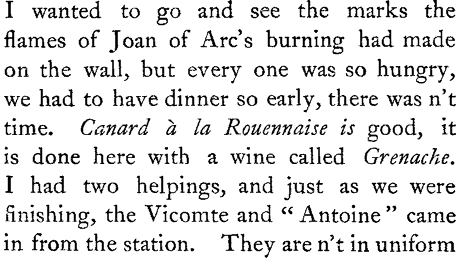 I wanted to go and see the marks the
flames of Joan of Arc's burning had made
on the wall, but every one was so hungry,
we had to have dinner so early, there was n't
time. Canard à la Rouennaise is good, it
is done here with a wine called Grenache.
I had two helpings, and just as we were
finishing, the Vicomte and “ Antoine ” came
in from the station. They are n't in uniform